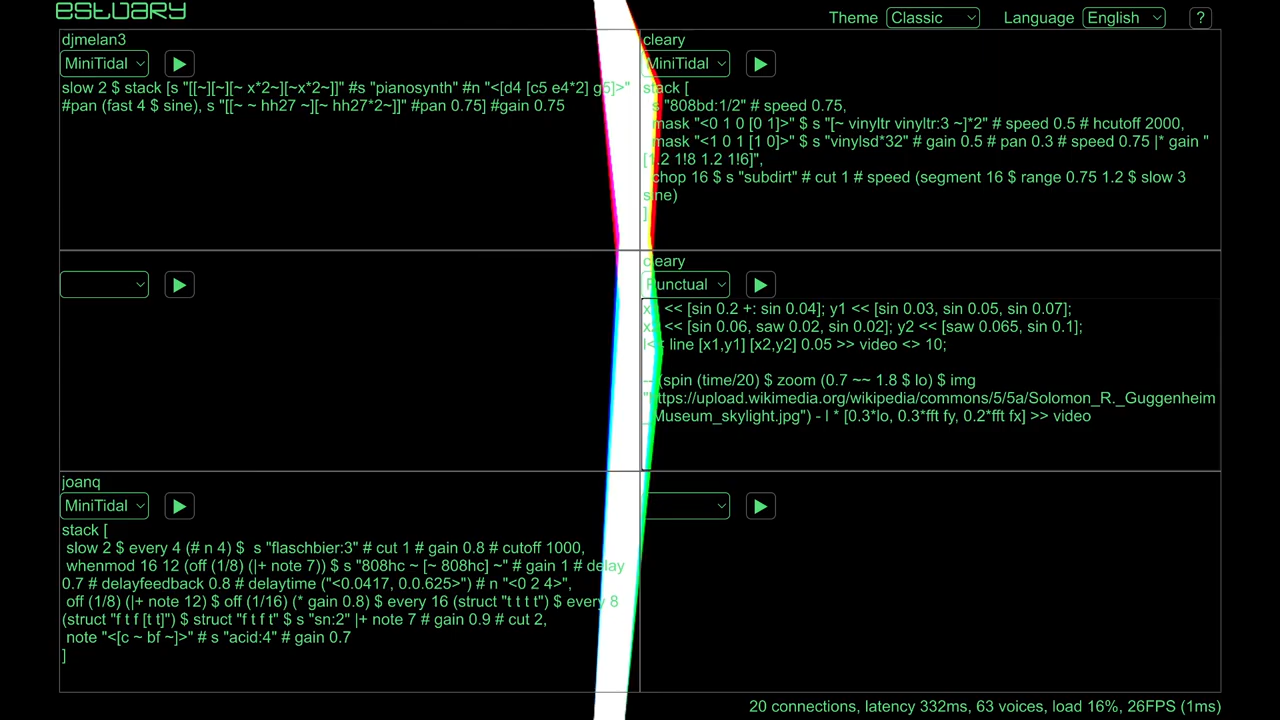 estuary
Theme Classic Language English ?
djmelan3
MiniTidal
slow 2 $ stack [s "[[~][~][~ x*2~][~x*2~]]" #s "pianosynth" #n "<[d4 [c5 e4*2] g5]>"
#pan (fast 4 $ sine), s "[[~ ~ hh27 ~][~ hh27*2~]]" #pan 0.75] #gain 0.75
cleary
MiniTidal
stack [
s "808bd:1/2" # speed 0.75,
mask "<0 1 0 [0 1]>" $ s "[~ vinyltr vinyltr:3 ~]*2" # speed 0.5 # hcutoff 2000,
mask "<1 0 1 [1 0]>" $ s "vinylsd*32" # gain 0.5 # pan 0.3 # speed 0.75 |* gain "
[1.2 1!8 1.2 1!6]",
chop 16 $ s "subdirt" # cut 1 # speed (segment 16 $ range 0.75 1.2 $ slow 3
sine)
]
cleary
Punctual
x1 << [sin 0.2 +: sin 0.04]; y1 << [sin 0.03, sin 0.05, sin 0.07];
x2 << [sin 0.06, saw 0.02, sin 0.02]; y2 << [saw 0.065, sin 0.1];
l << line [x1,y1] [x2,y2] 0.05 >> video <> 10;
-- (spin (time/20) $ zoom (0.7 ~~ 1.8 $ lo) $ img
"https://upload.wikimedia.org/wikipedia/commons/5/5a/Solomon_R._Guggenheim
_Museum_skylight.jpg") - l * [0.3*lo, 0.3*fft fy, 0.2*fft fx] >> video
joanq
MiniTidal
stack [
slow 2 $ every 4 (# n 4) $ s "flaschbier:3" # cut 1 # gain 0.8 # cutoff 1000,
whenmod 16 12 (off (1/8) (|+ note 7)) $ s "808hc ~ [~ 808hc] ~" # gain 1 # delay
0.7 # delayfeedback 0.8 # delaytime ("<0.0417, 0.0.625>") # n "<0 2 4>",
off (1/8) (|+ note 12) $ off (1/16) (* gain 0.8) $ every 16 (struct "t t t t") $ every 8
(struct "f t f [t t]") $ struct "f t f t" $ s "sn:2" |+ note 7 # gain 0.9 # cut 2,
note "<[c ~ bf ~]>" # s "acid:4" # gain 0.7
]
20 connections, latency 332ms, 63 voices, load 16%, 26FPS (1ms)